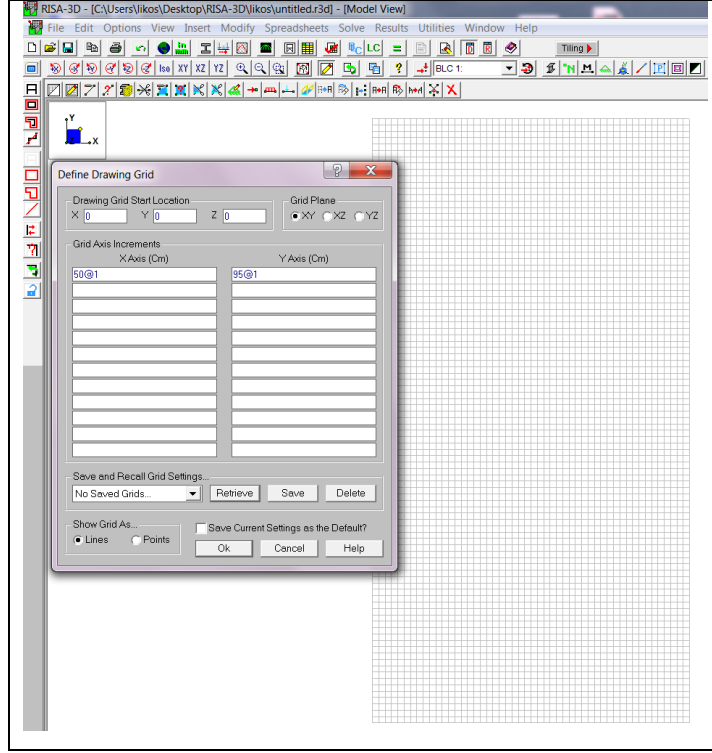 RISA-3D - [C:\Users\likos\Desktop\RISA-3D\likos\untitled.r3d] - [Model View]
File Edit Options View Insert Modify Spreadsheets Solve Results Utilities Window Help
LC Tiling
Iso XY XZ YZ ? BLC 1: N M P
R+R R+R
Y
Z X
Define Drawing Grid ? X
Drawing Grid Start Location Grid Plane
X 0 Y 0 Z 0 XY XZ YZ
Grid Axis Increments
X Axis (Cm) Y Axis (Cm)
50@1 95@1
Save and Recall Grid Settings...
No Saved Grids... Retrieve Save Delete
Show Grid As... Save Current Settings as the Default?
Lines Points
Ok Cancel Help